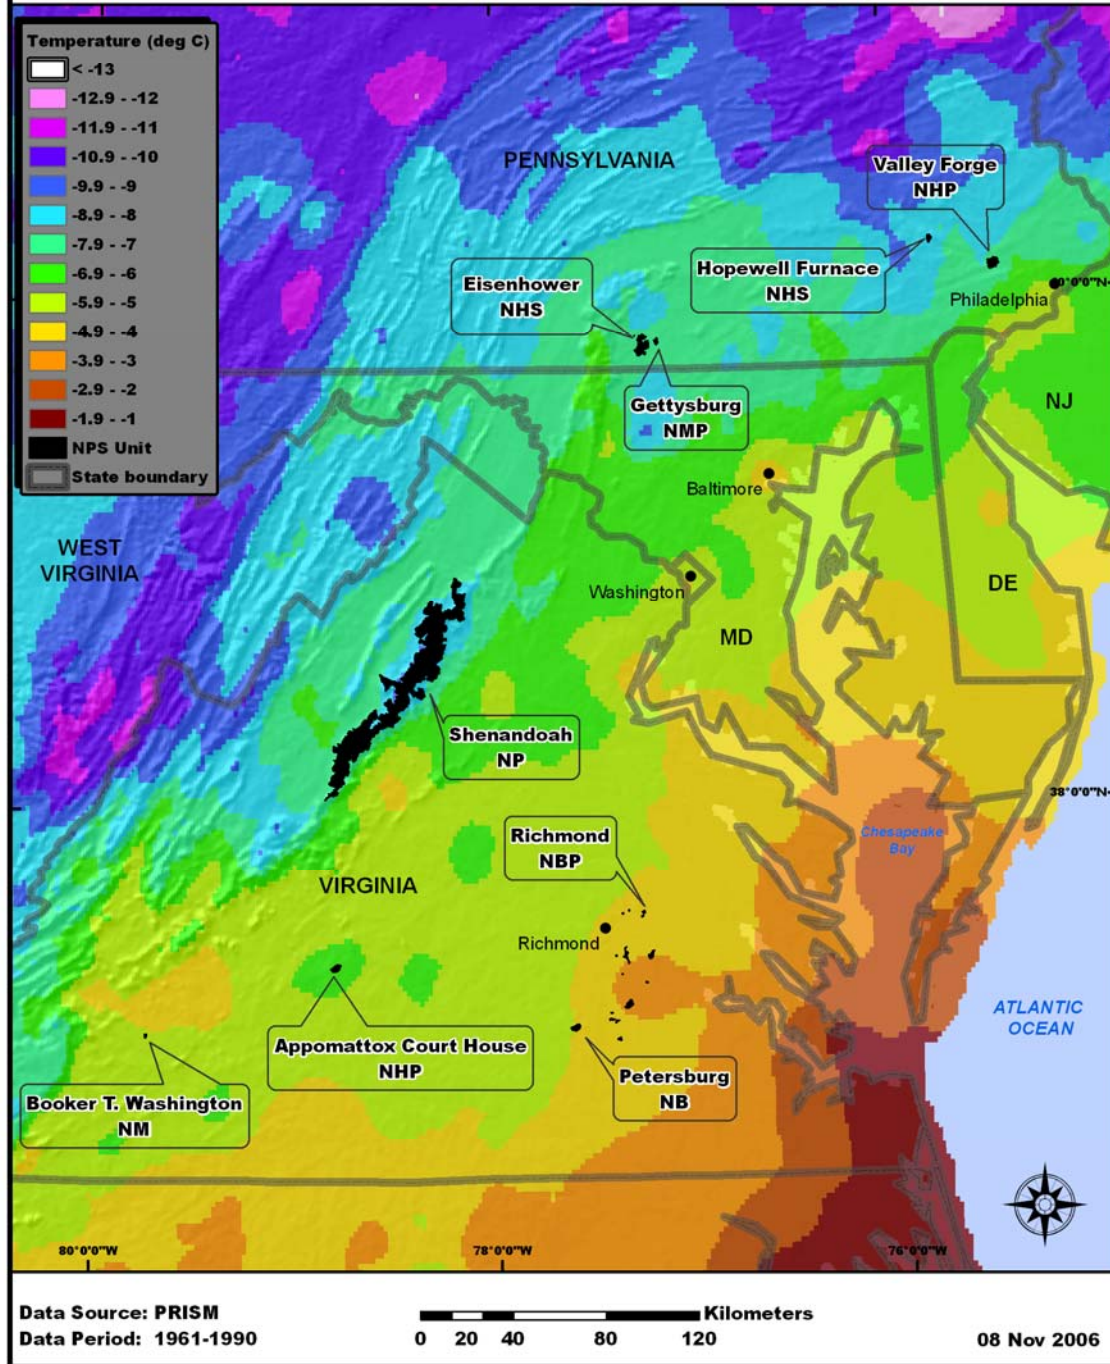 Temperature (deg C)
< -13
-12.9 - -12
-11.9 - -11
-10.9 - -10
-9.9 - -9
-8.9 - -8
-7.9 - -7
-6.9 - -6
-5.9 - -5
-4.9 - -4
-3.9 - -3
-2.9 - -2
-1.9 - -1
NPS Unit
State boundary
PENNSYLVANIA
Valley Forge
NHP
Hopewell Furnace
NHS
Eisenhower
NHS
Philadelphia
0°0'0"N
Gettysburg
NMP
NJ
Baltimore
WEST
VIRGINIA
Washington
DE
MD
Shenandoah
NP
38°0'0"N
Richmond
NBP
Chesapeake
Bay
VIRGINIA
Richmond
ATLANTIC
OCEAN
Appomattox Court House
NHP
Petersburg
NB
Booker T. Washington
NM
80°0'0"W
78°0'0"W
76°0'0"W
Data Source: PRISM
Data Period: 1961-1990
Kilometers
0 20 40 80 120
08 Nov 2006